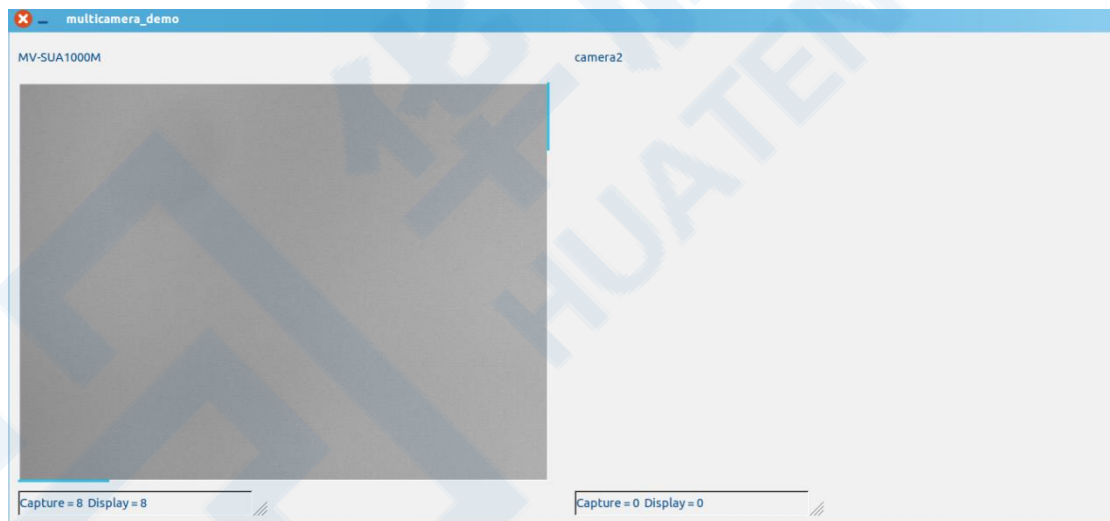 multicamera_demo
MV-SUA1000M
camera2
Capture = 8 Display = 8
Capture = 0 Display = 0
HUATENG